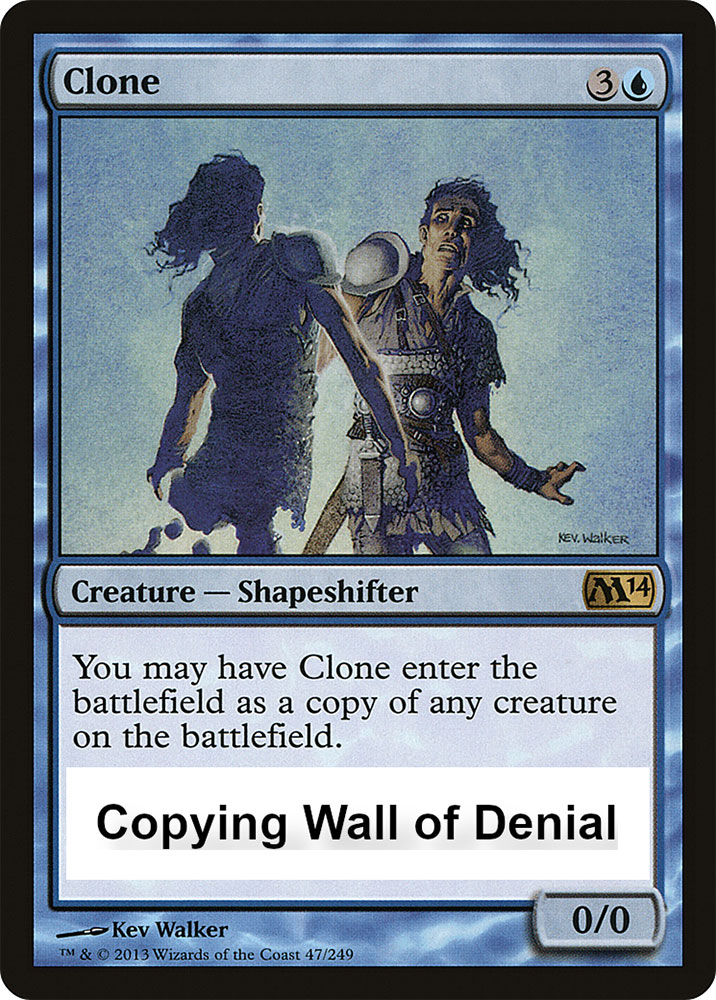 Clone 3
KEV. WALKER
Creature — Shapeshifter M14
You may have Clone enter the
battlefield as a copy of any creature
on the battlefield.
Copying Wall of Denial
0/0
Kev Walker
™ & © 2013 Wizards of the Coast 47/249